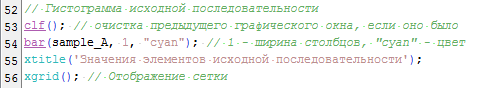 52 // Гистограмма исходной последовательности
53 clf(); // очистка предыдущего графического окна, если оно было
54 bar(sample_A, 1, "cyan"); // 1 - ширина столбцов, "cyan" - цвет
55 xtitle('Значения элементов исходной последовательности');
56 xgrid(); // Отображение сетки